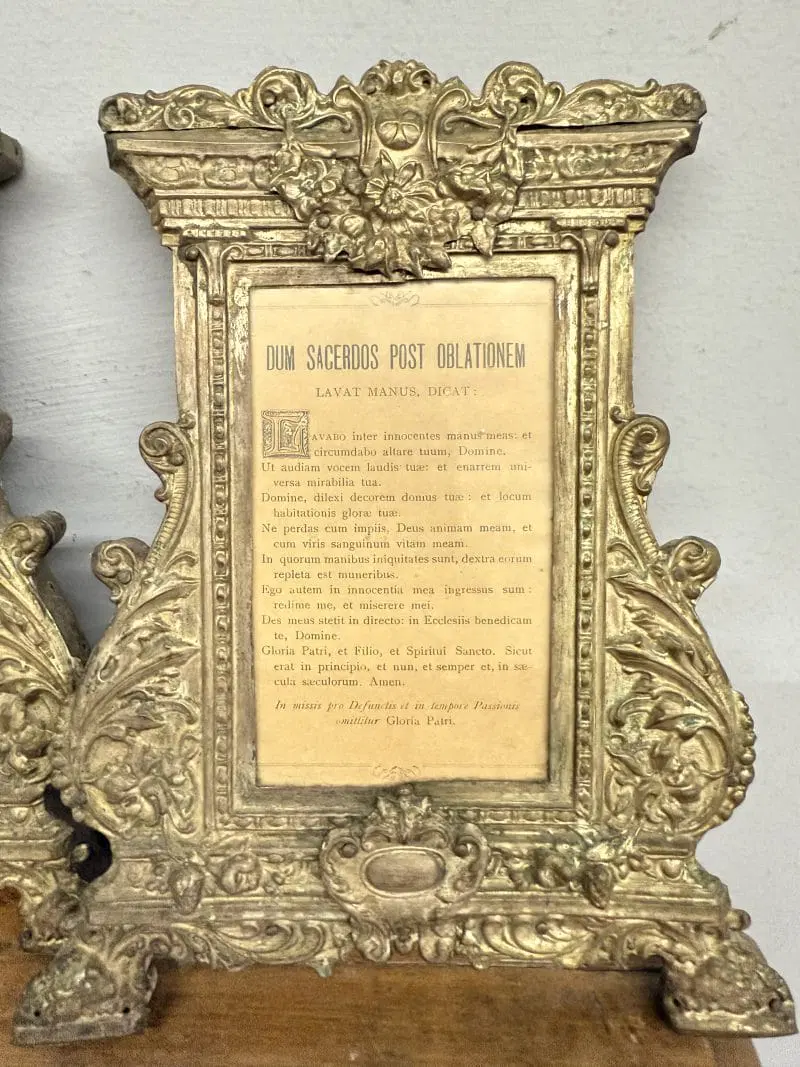 DUM SACERDOS POST OBLATIONEM
LAVAT MANUS, DICAT:
LAVABO inter innocentes manus meas: et
circumdabo altare tuum, Domine.
Ut audiam vocem laudis tuæ: et enarrem uni-
versa mirabilia tua.
Domine, dilexi decorem domus tuæ: et locum
habitationis gloræ tuæ.
Ne perdas cum impiis, Deus animam meam, et
cum viris sanguinum vitam meam.
In quorum manibus iniquitates sunt, dextra eorum
repleta est muneribus.
Ego autem in innocentia mea ingressus sum:
redime me, et miserere mei.
Des meus stetit in directo: in Ecclesiis benedicam
te, Domine.
Gloria Patri, et Filio, et Spiritui Sancto. Sicut
erat in principio, et nun, et semper et, in sæ-
cula sæculorum. Amen.
In missis pro Defunctis et in tempore Passionis
omittitur Gloria Patri.